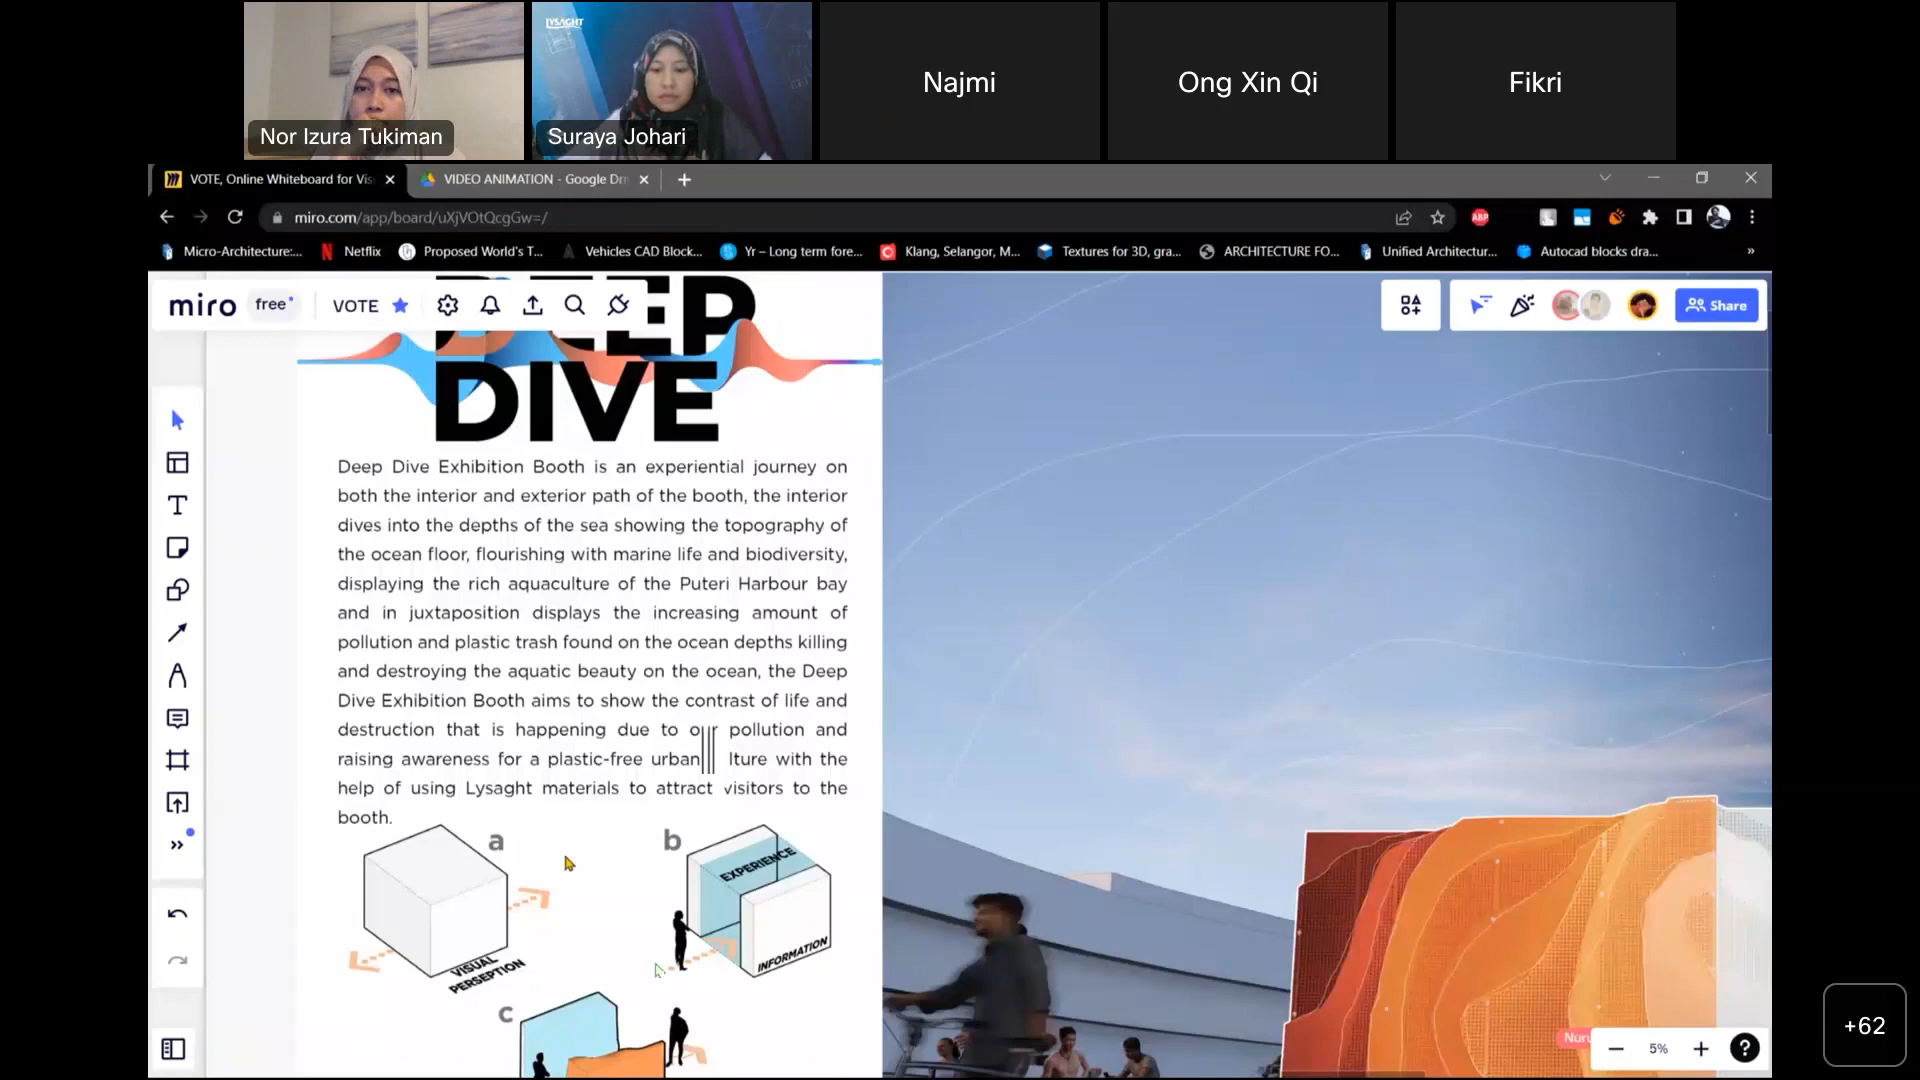 LYSAGHT
Nor Izura Tukiman
Suraya Johari
Najmi
Ong Xin Qi
Fikri
VOTE, Online Whiteboard for Vis
VIDEO ANIMATION - Google Dri
miro.com/app/board/uXjVOtQcgGw=/
ABP
Micro-Architecture:...
Netflix
Proposed World's T...
Vehicles CAD Block...
Yr – Long term fore...
Klang, Selangor, M...
Textures for 3D, gra...
ARCHITECTURE FO...
Unified Architectur...
Autocad blocks dra...
»
miro
free
VOTE
Share
DEEP
DIVE
Deep Dive Exhibition Booth is an experiential journey on
both the interior and exterior path of the booth, the interior
dives into the depths of the sea showing the topography of
the ocean floor, flourishing with marine life and biodiversity,
displaying the rich aquaculture of the Puteri Harbour bay
and in juxtaposition displays the increasing amount of
pollution and plastic trash found on the ocean depths killing
and destroying the aquatic beauty on the ocean, the Deep
Dive Exhibition Booth aims to show the contrast of life and
destruction that is happening due to our pollution and
raising awareness for a plastic-free urban lture with the
help of using Lysaght materials to attract visitors to the
booth.
a
VISUAL
PERSEPTION
b
EXPERIENCE
INFORMATION
c
Nuru
5%
?
+62